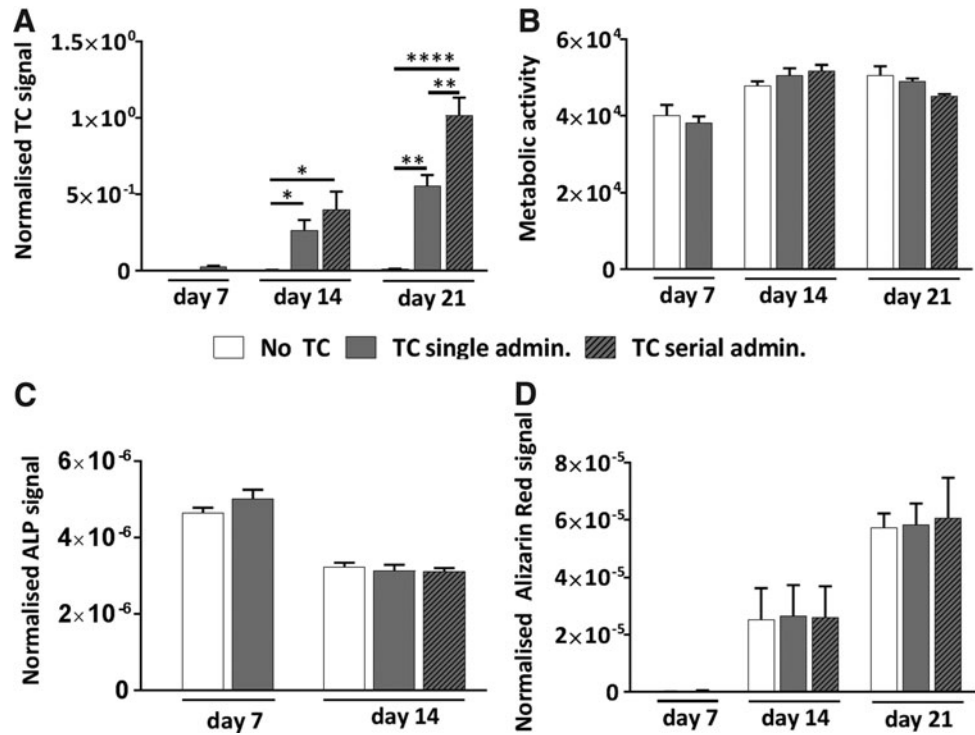 A
Normalised TC signal
1.5×10⁰
1×10⁰
5×10⁻¹
0
****
**
*
*
**
day 7
day 14
day 21
B
Metabolic activity
6×10⁴
4×10⁴
2×10⁴
0
day 7
day 14
day 21
No TC
TC single admin.
TC serial admin.
C
Normalised ALP signal
6×10⁻⁶
4×10⁻⁶
2×10⁻⁶
0
day 7
day 14
D
Normalised Alizarin Red signal
8×10⁻⁵
6×10⁻⁵
4×10⁻⁵
2×10⁻⁵
0
day 7
day 14
day 21